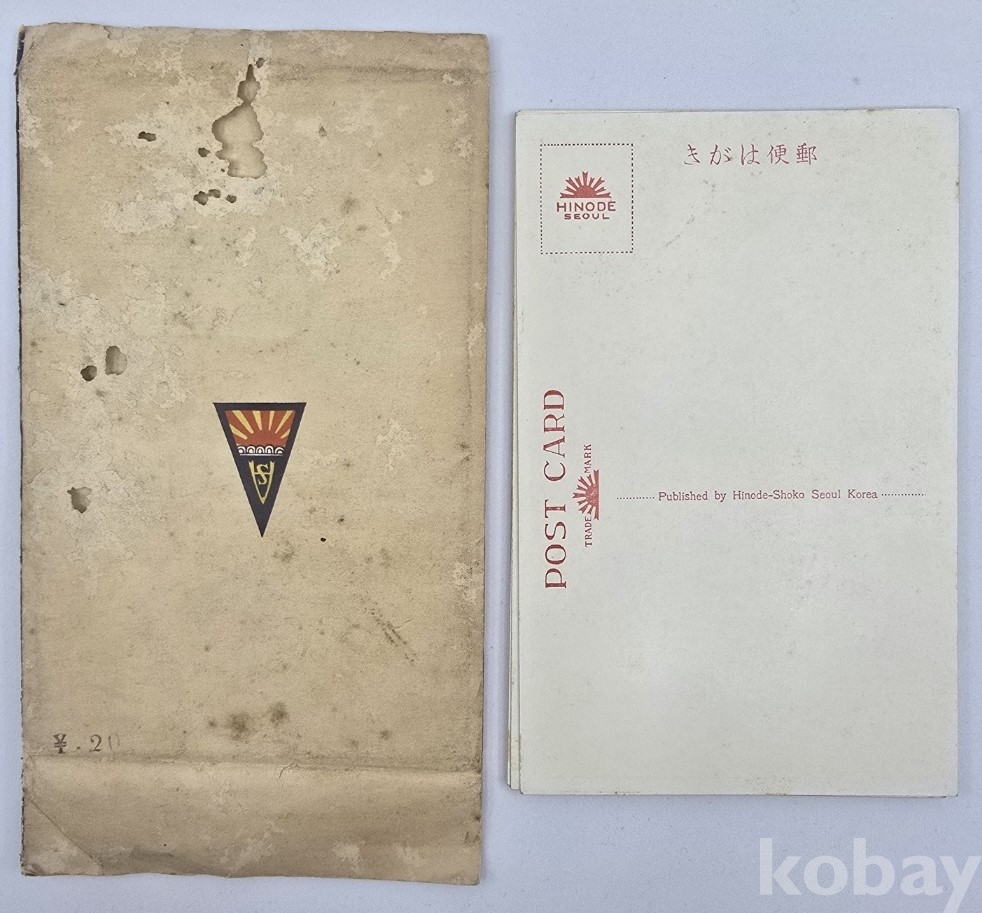 ¥.20
きがは便郵
HINODE
SEOUL
POST CARD
TRADE MARK
Published by Hinode-Shoko Seoul Korea
kobay